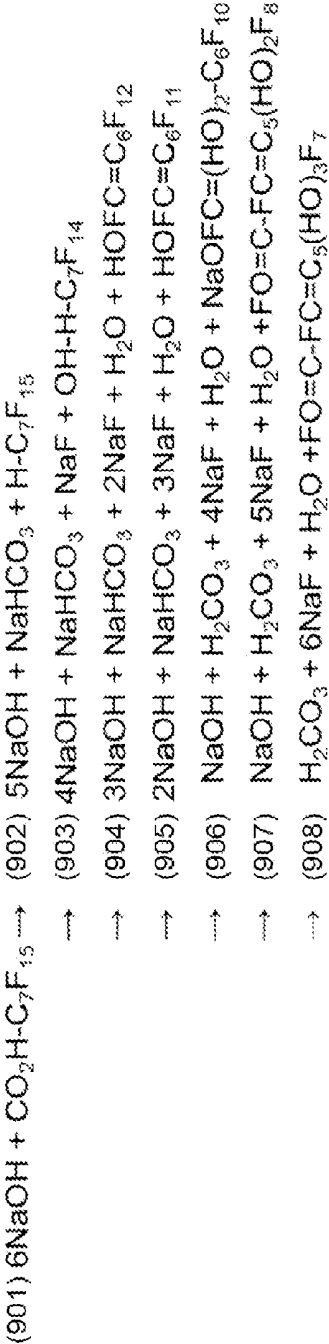 (901) 6NaOH + CO₂H-C₇F₁₅ → (902) 5NaOH + NaHCO₃ + H-C₇F₁₅
→ (903) 4NaOH + NaHCO₃ + NaF + OH-H-C₇F₁₄
→ (904) 3NaOH + NaHCO₃ + 2NaF + H₂O + HOFC=C₆F₁₂
→ (905) 2NaOH + NaHCO₃ + 3NaF + H₂O + HOFC=C₆F₁₁
→ (906) NaOH + H₂CO₃ + 4NaF + H₂O + NaOFC=(HO)₂-C₆F₁₀
→ (907) NaOH + H₂CO₃ + 5NaF + H₂O +FO=C-FC=C₅(HO)₂F₈
→ (908) H₂CO₃ + 6NaF + H₂O +FO=C-FC=C₅(HO)₃F₇